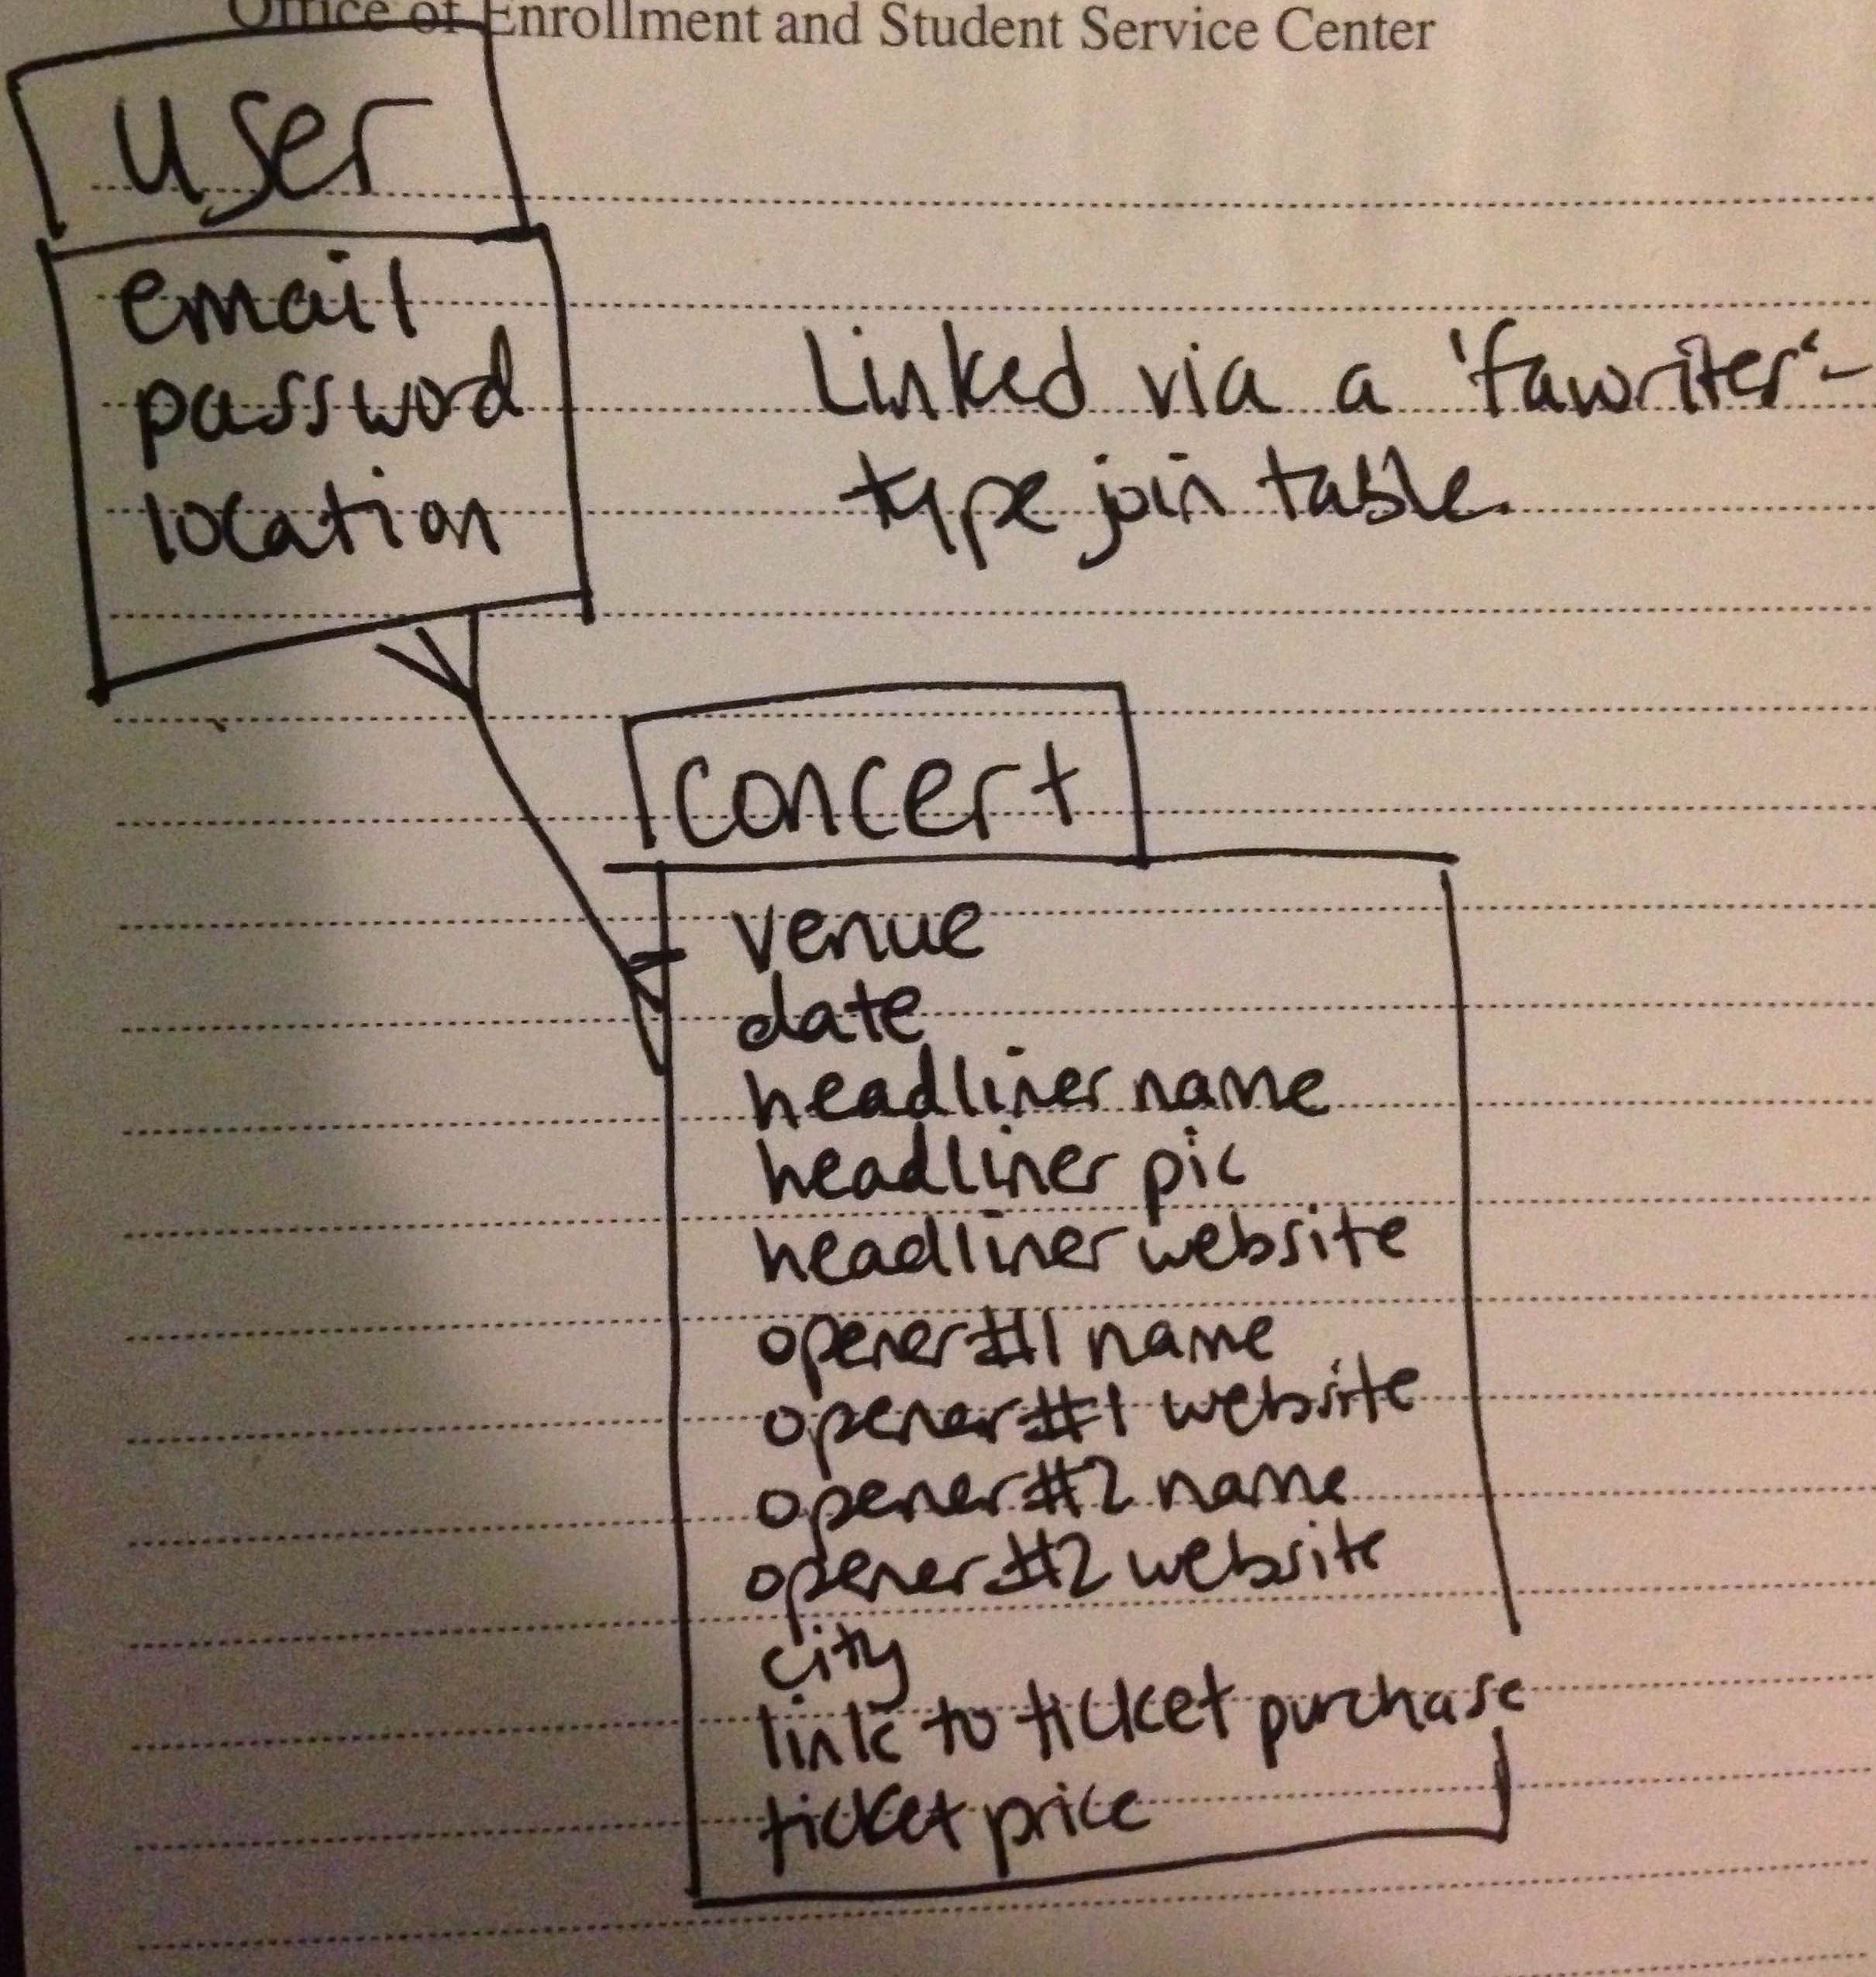 Office of Enrollment and Student Service Center
user
email
password
location
Linked via a 'favorites'-
type join table.
concert
venue
date
headliner name
headliner pic
headliner website
opener #1 name
opener #1 website
opener #2 name
opener #2 website
city
link to ticket purchase
ticket price